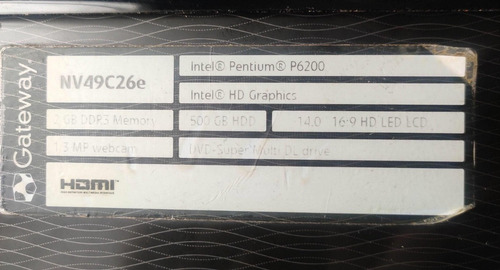 Gateway
NV49C26e
Intel® Pentium® P6200
Intel® HD Graphics
2 GB DDR3 Memory
500 GB HDD
14.0 16:9 HD LED LCD
1.3 MP webcam
DVD-Super Multi DL drive
HDMI